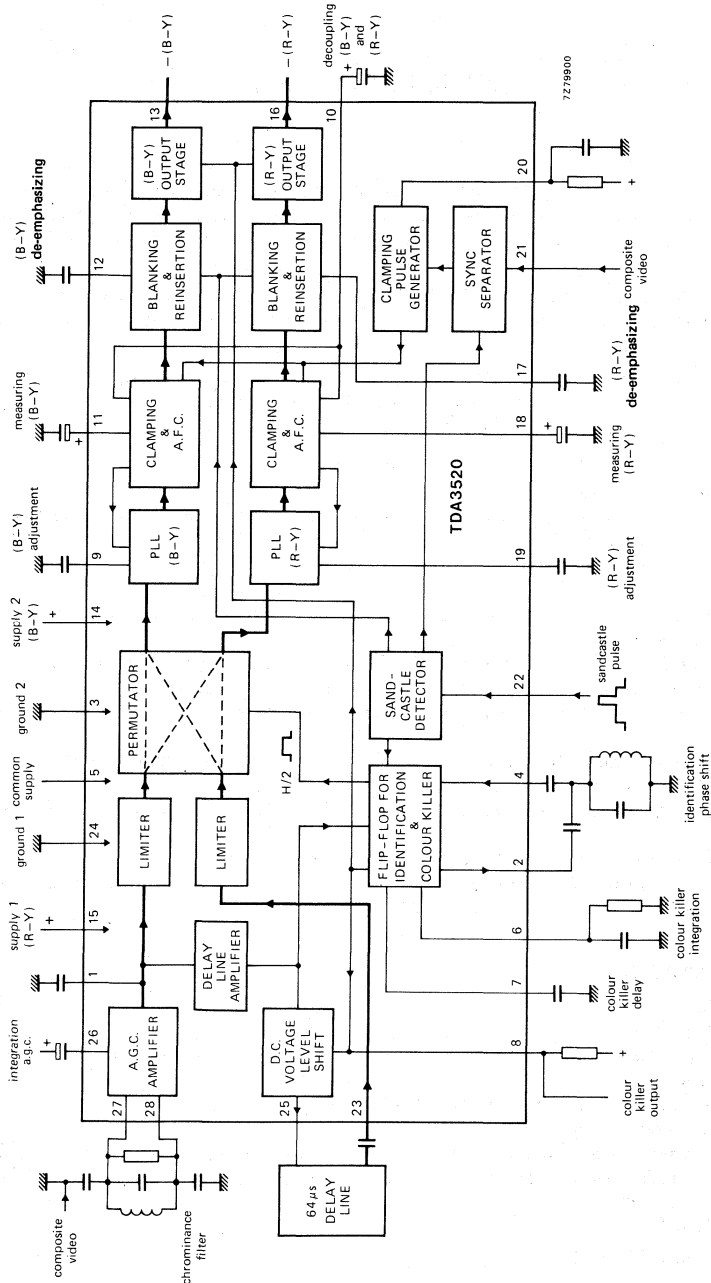 composite
video
chrominance
filter
27
28
integration
a.g.c.
26
A.G.C.
AMPLIFIER
1
supply 1
(R–Y)
+
15
ground 1
24
common
supply
5
ground 2
3
supply 2
(B–Y)
+
14
(B–Y)
adjustment
9
measuring
(B–Y)
+
11
(B–Y)
de-emphasizing
12
LIMITER
LIMITER
DELAY
LINE
AMPLIFIER
D.C.
VOLTAGE
LEVEL
SHIFT
25
23
64μs
DELAY
LINE
PERMUTATOR
H/2
PLL
(B–Y)
PLL
(R–Y)
CLAMPING
&
A.F.C.
CLAMPING
&
A.F.C.
BLANKING
&
REINSERTION
BLANKING
&
REINSERTION
(B–Y)
OUTPUT
STAGE
(R–Y)
OUTPUT
STAGE
13
–(B–Y)
16
–(R–Y)
10
decoupling
+ (B–Y)
and
(R–Y)
FLIP-FLOP FOR
IDENTIFICATION
&
COLOUR KILLER
SAND-
CASTLE
DETECTOR
CLAMPING
PULSE
GENERATOR
SYNC
SEPARATOR
TDA3520
8
+
colour
killer
output
7
colour
killer
delay
6
colour killer
integration
2
4
identification
phase shift
22
sandcastle
pulse
19
(R–Y)
adjustment
18
+
measuring
(R–Y)
17
(R–Y)
de-emphasizing
21
composite
video
20
+
7Z79900